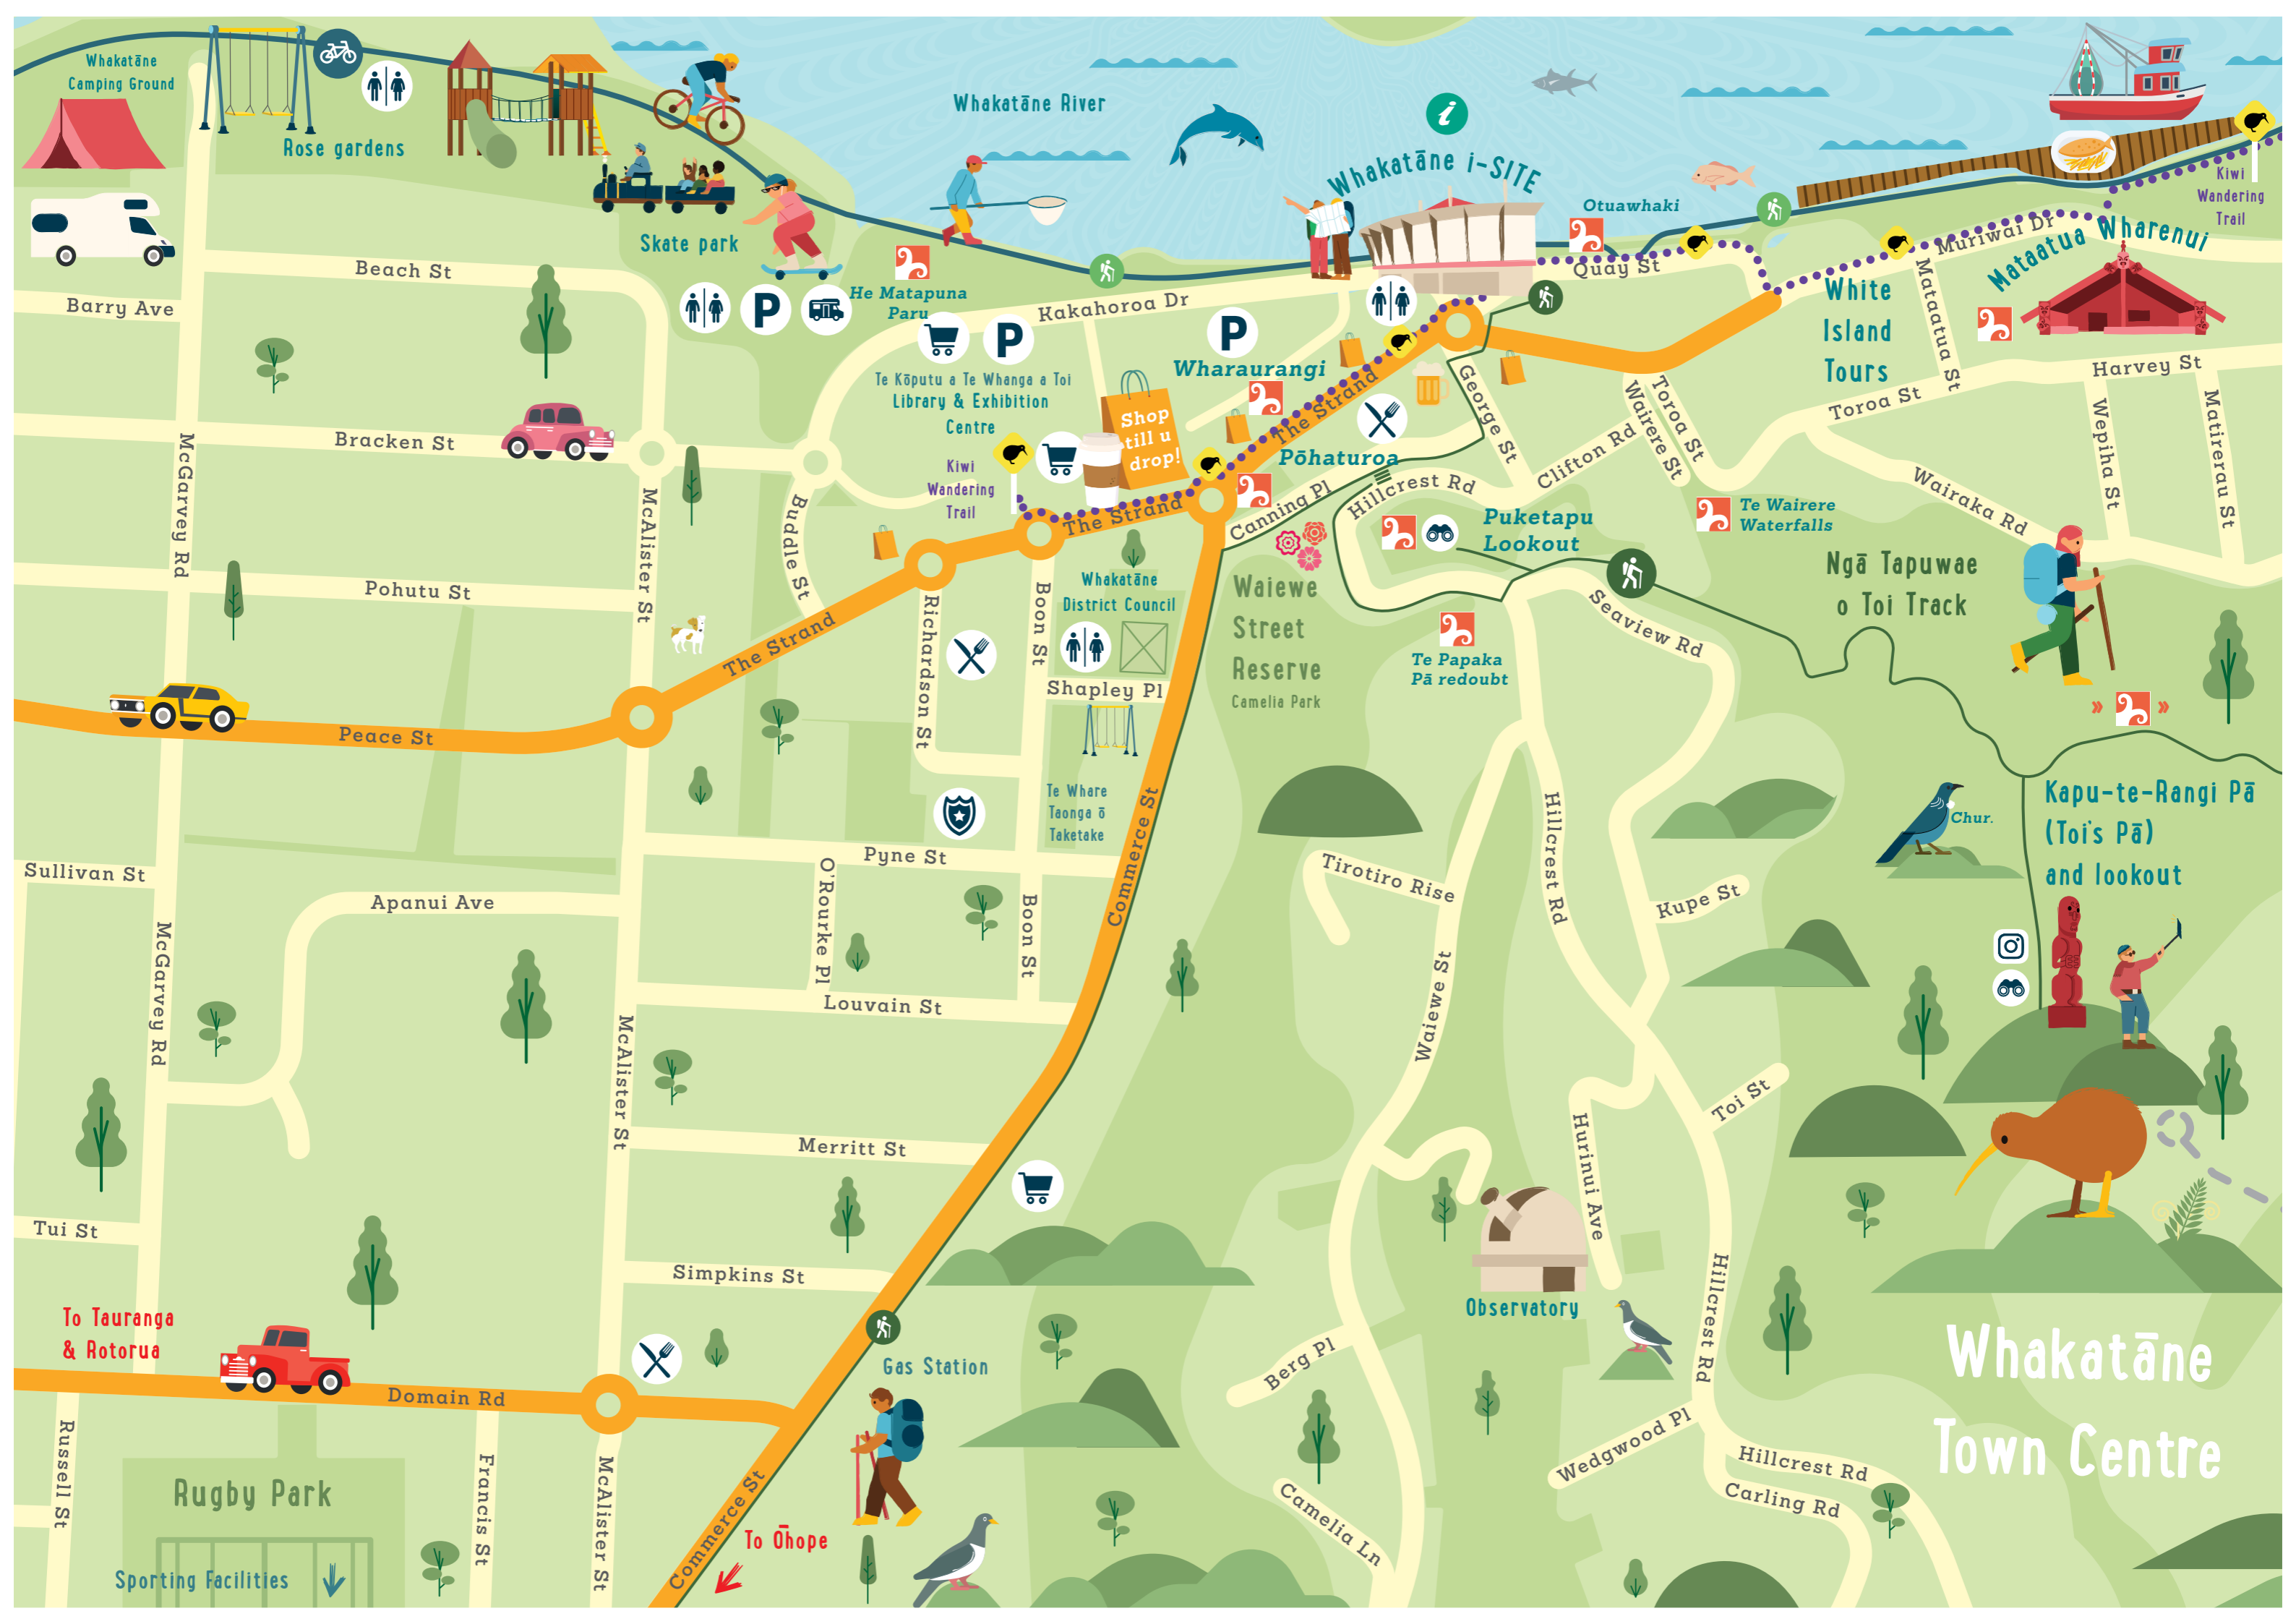 Whakatāne
Camping Ground
Rose gardens
Whakatāne River
Whakatāne i-SITE
Otuawhaki
Kiwi
Wandering
Trail
Skate park
He Matapuna
Paru
Beach St
Barry Ave
Kakahoroa Dr
Quay St
Muriwai Dr
Mataatua Wharenui
White
Island
Tours
Mataatua St
Harvey St
Toroa St
Wepiha St
Matirerau St
Wairaka Rd
P
P
P
Te Kōputu a Te Whanga a Toi
Library & Exhibition
Centre
Wharaurangi
Shop
till u
drop!
The Strand
Pōhaturoa
George St
Toroa St
Wairere St
Clifton Rd
Kiwi
Wandering
Trail
The Strand
Canning Pl
Hillcrest Rd
Puketapu
Lookout
Te Wairere
Waterfalls
Bracken St
McGarvey Rd
McAlister St
Buddle St
Pohutu St
The Strand
Richardson St
Boon St
Whakatāne
District Council
Shapley Pl
Waiewe
Street
Reserve
Camelia Park
Te Papaka
Pā redoubt
Seaview Rd
Ngā Tapuwae
o Toi Track
Peace St
Te Whare
Taonga ō
Taketake
Commerce St
Pyne St
O'Rourke Pl
Boon St
Louvain St
Sullivan St
Apanui Ave
McGarvey Rd
McAlister St
Merritt St
Simpkins St
Tui St
Tirotiro Rise
Waiewe St
Hillcrest Rd
Kupe St
Chur.
Kapu-te-Rangi Pā
(Toi's Pā)
and lookout
Toi St
Hurinui Ave
Observatory
Hillcrest Rd
Berg Pl
Wedgwood Pl
Camelia Ln
Hillcrest Rd
Carling Rd
Whakatāne
Town Centre
To Tauranga
& Rotorua
Domain Rd
Gas Station
Russell St
Rugby Park
Sporting Facilities
Francis St
McAlister St
Commerce St
To Ōhope